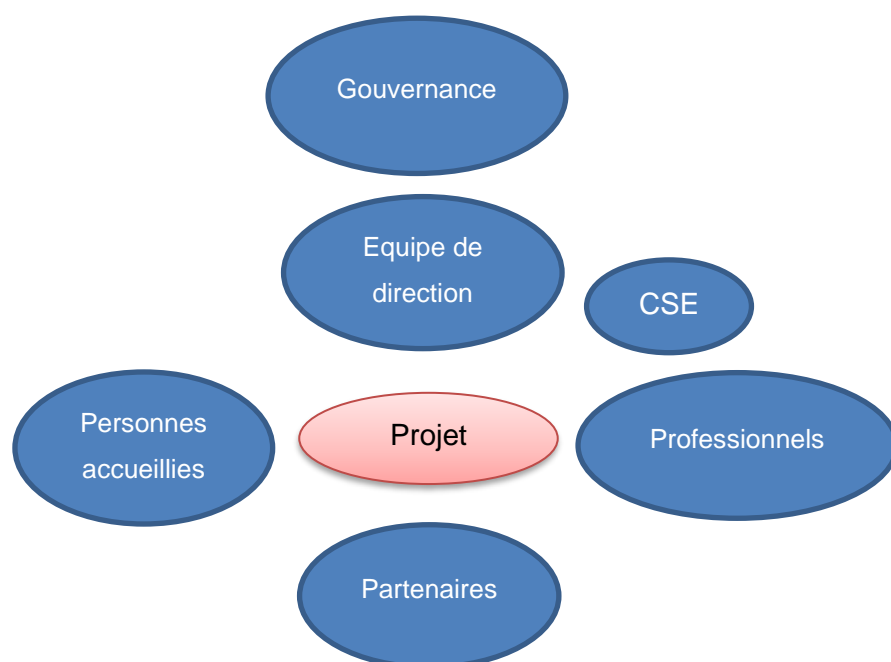 Gouvernance
Equipe de
direction
CSE
Personnes
accueillies
Projet
Professionnels
Partenaires